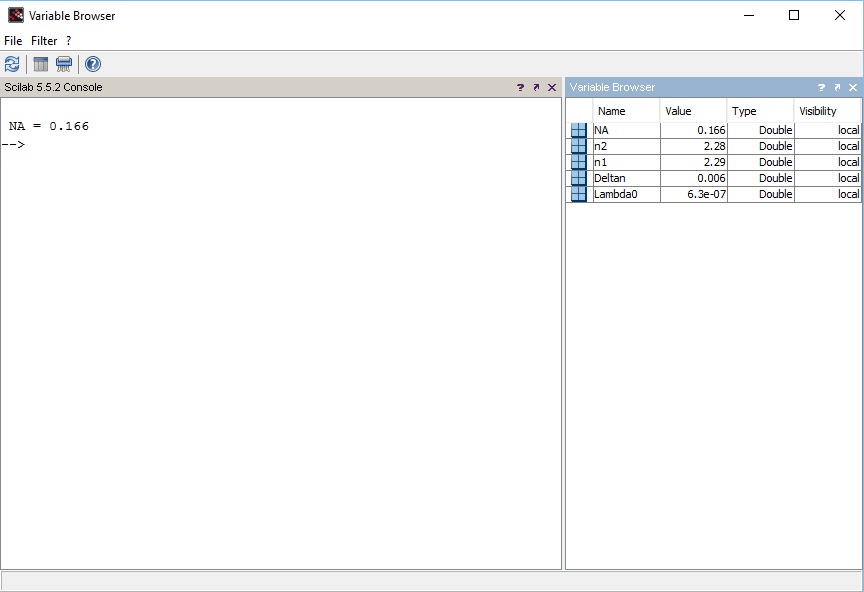 Variable Browser
File Filter ?
Scilab 5.5.2 Console
NA = 0.166
-->
Variable Browser
Name Value Type Visibility
NA 0.166 Double local
n2 2.28 Double local
n1 2.29 Double local
Deltan 0.006 Double local
Lambda0 6.3e-07 Double local